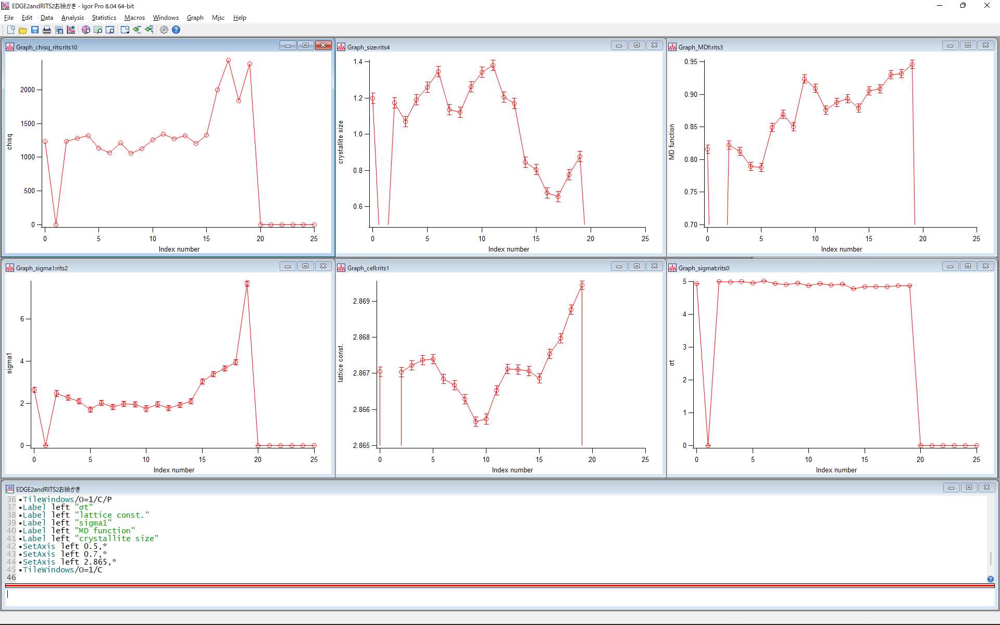 EDGE2andRITS2お絵かき - Igor Pro 8.04 64-bit
File Edit Data Analysis Statistics Macros Windows Graph Misc Help
Graph_chisq_rits:rits10
2000
1500
1000
500
0
chisq
0 5 10 15 20 25
Index number
Graph_size:rits4
1.4
1.2
1.0
0.8
0.6
crystallite size
0 5 10 15 20 25
Index number
Graph_MDf:rits3
0.95
0.90
0.85
0.80
0.75
0.70
MD function
0 5 10 15 20 25
Index number
Graph_sigma1:rits2
6
4
2
0
sigma1
0 5 10 15 20 25
Index number
Graph_cell:rits1
2.869
2.868
2.867
2.866
2.865
lattice const.
0 5 10 15 20 25
Index number
Graph_sigmat:rits0
5
4
3
2
1
0
σt
0 5 10 15 20 25
Index number
EDGE2andRITS2お絵かき
36 •TileWindows/O=1/C/P
37 •Label left "σt"
38 •Label left "lattice const."
39 •Label left "sigma1"
40 •Label left "MD function"
41 •Label left "crystallite size"
42 •SetAxis left 0.5,*
43 •SetAxis left 0.7,*
44 •SetAxis left 2.865,*
45 •TileWindows/O=1/C
46